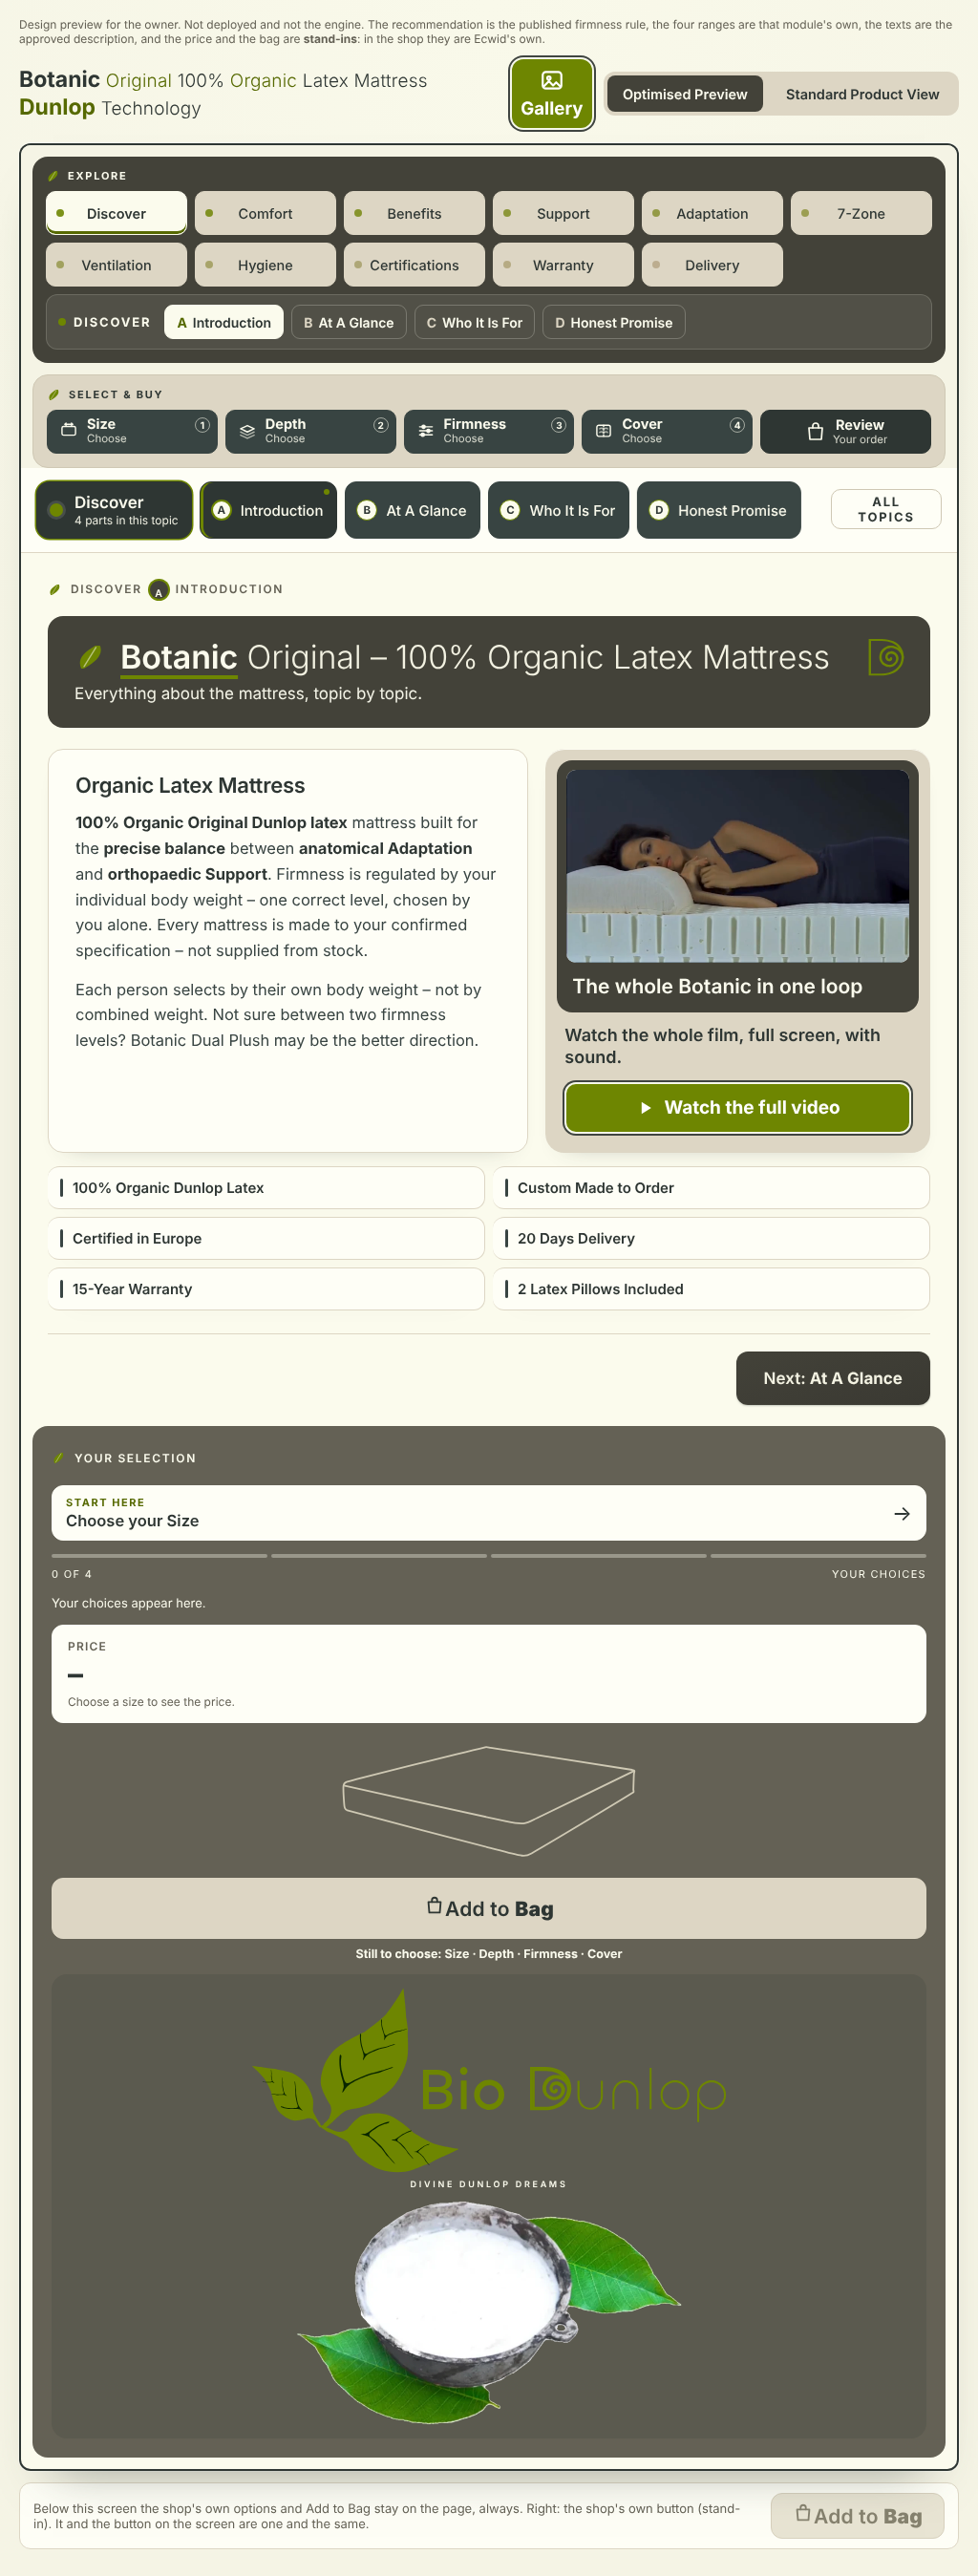 Design preview for the owner. Not deployed and not the engine. The recommendation is the published firmness rule, the four ranges are that module's own, the texts are the
approved description, and the price and the bag are stand-ins: in the shop they are Ecwid's own.
Botanic Original 100% Organic Latex Mattress
Dunlop Technology
Gallery
Optimised Preview
Standard Product View
EXPLORE
Discover
Comfort
Benefits
Support
Adaptation
7-Zone
Ventilation
Hygiene
Certifications
Warranty
Delivery
DISCOVER
A Introduction
B At A Glance
C Who It Is For
D Honest Promise
SELECT & BUY
Size
Choose
1
Depth
Choose
2
Firmness
Choose
3
Cover
Choose
4
Review
Your order
Discover
4 parts in this topic
A Introduction
B At A Glance
C Who It Is For
D Honest Promise
ALL
TOPICS
DISCOVER A INTRODUCTION
Botanic Original – 100% Organic Latex Mattress
Everything about the mattress, topic by topic.
Organic Latex Mattress
100% Organic Original Dunlop latex mattress built for
the precise balance between anatomical Adaptation
and orthopaedic Support. Firmness is regulated by your
individual body weight – one correct level, chosen by
you alone. Every mattress is made to your confirmed
specification – not supplied from stock.
Each person selects by their own body weight – not by
combined weight. Not sure between two firmness
levels? Botanic Dual Plush may be the better direction.
The whole Botanic in one loop
Watch the whole film, full screen, with
sound.
Watch the full video
100% Organic Dunlop Latex
Custom Made to Order
Certified in Europe
20 Days Delivery
15-Year Warranty
2 Latex Pillows Included
Next: At A Glance
YOUR SELECTION
START HERE
Choose your Size
0 OF 4
YOUR CHOICES
Your choices appear here.
PRICE
–
Choose a size to see the price.
Add to Bag
Still to choose: Size · Depth · Firmness · Cover
Bio Dunlop
DIVINE DUNLOP DREAMS
Below this screen the shop's own options and Add to Bag stay on the page, always. Right: the shop's own button (stand-
in). It and the button on the screen are one and the same.
Add to Bag